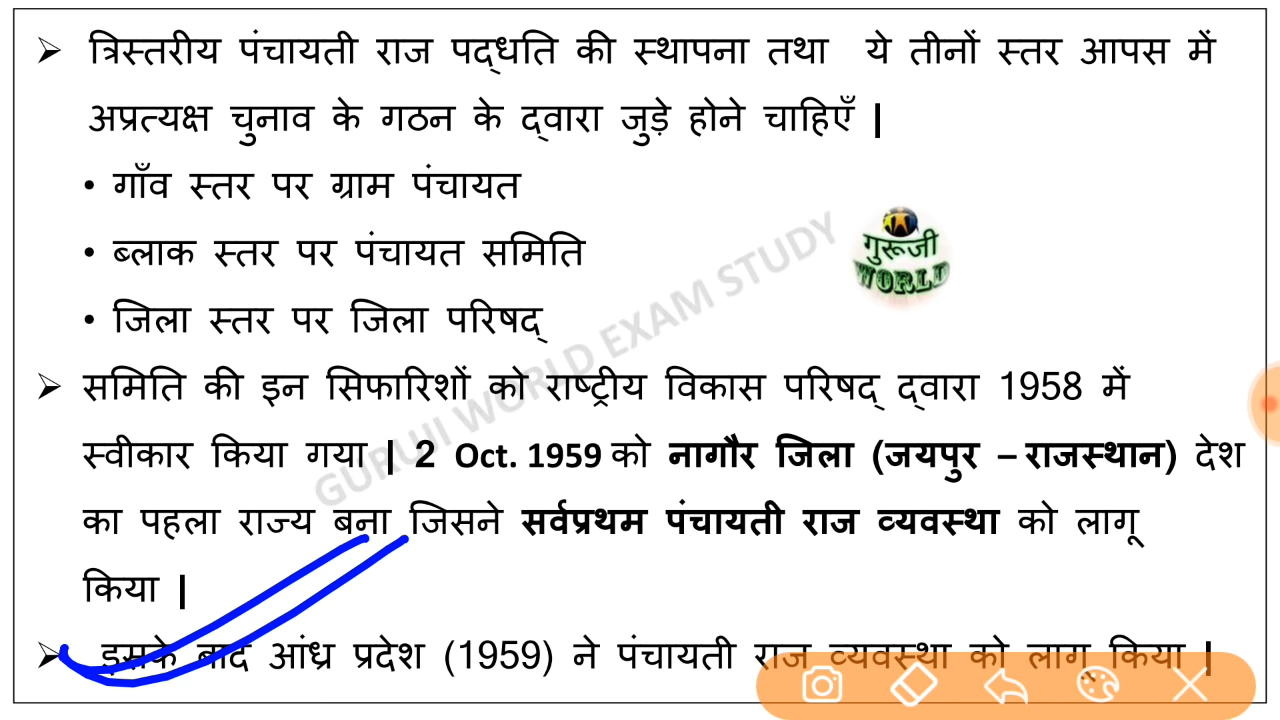 ➢ त्रिस्तरीय पंचायती राज पद्धति की स्थापना तथा ये तीनों स्तर आपस में
अप्रत्यक्ष चुनाव के गठन के द्वारा जुड़े होने चाहिएँ |
• गाँव स्तर पर ग्राम पंचायत
• ब्लाक स्तर पर पंचायत समिति
• जिला स्तर पर जिला परिषद्
गुरूजी
WORLD
GURUJI WORLD EXAM STUDY
➢ समिति की इन सिफारिशों को राष्ट्रीय विकास परिषद् द्वारा 1958 में
स्वीकार किया गया | 2 Oct. 1959 को नागौर जिला (जयपुर – राजस्थान) देश
का पहला राज्य बना जिसने सर्वप्रथम पंचायती राज व्यवस्था को लागू
किया |
➢ इसके बाद आंध्र प्रदेश (1959) ने पंचायती राज व्यवस्था को लागू किया |